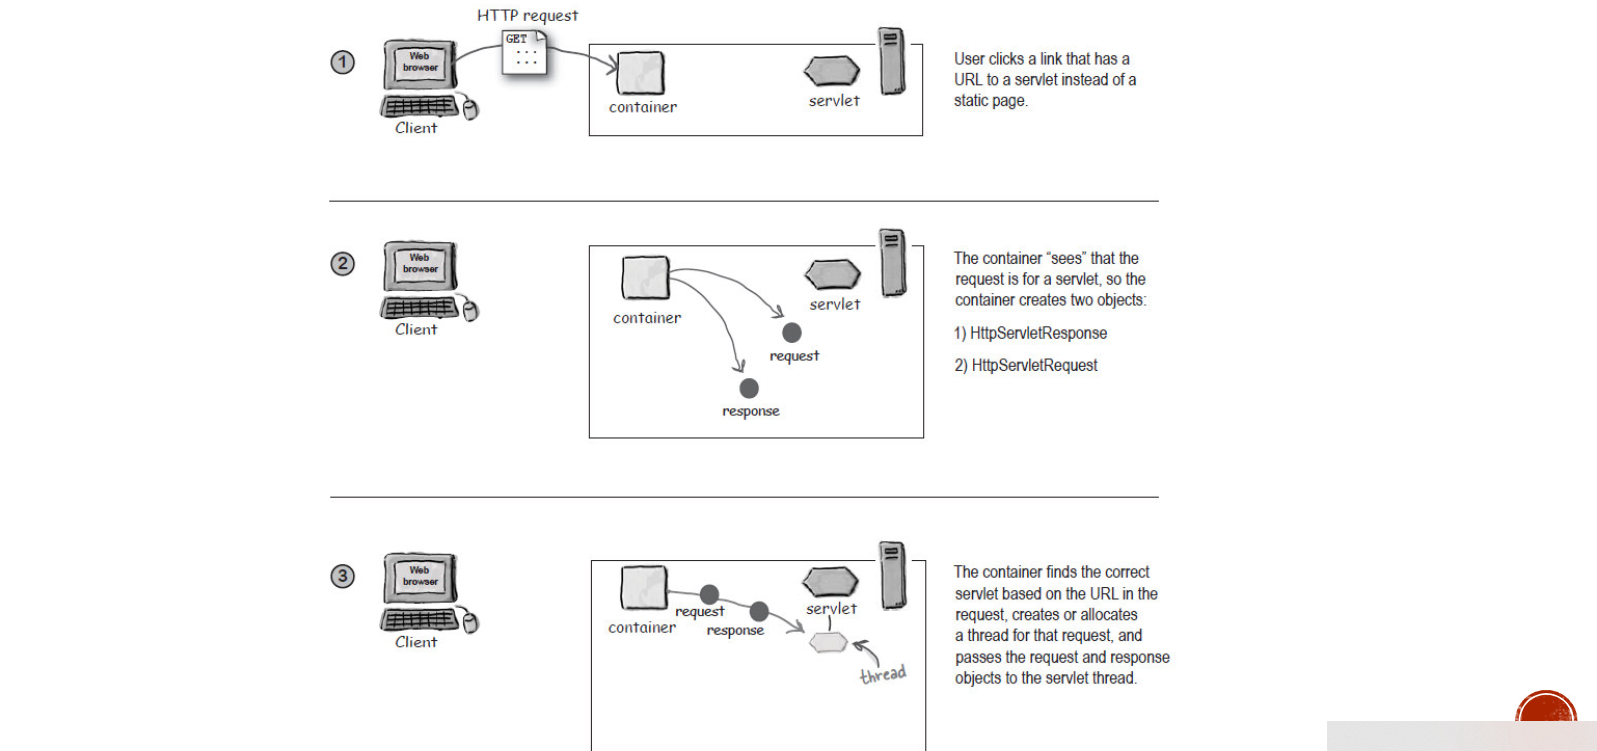 HTTP request
GET
1
Web
browser
Client
container
servlet
User clicks a link that has a
URL to a servlet instead of a
static page.
2
Web
browser
Client
container
servlet
request
response
The container “sees” that the
request is for a servlet, so the
container creates two objects:
1) HttpServletResponse
2) HttpServletRequest
3
Web
browser
Client
container
request
response
servlet
thread
The container finds the correct
servlet based on the URL in the
request, creates or allocates
a thread for that request, and
passes the request and response
objects to the servlet thread.